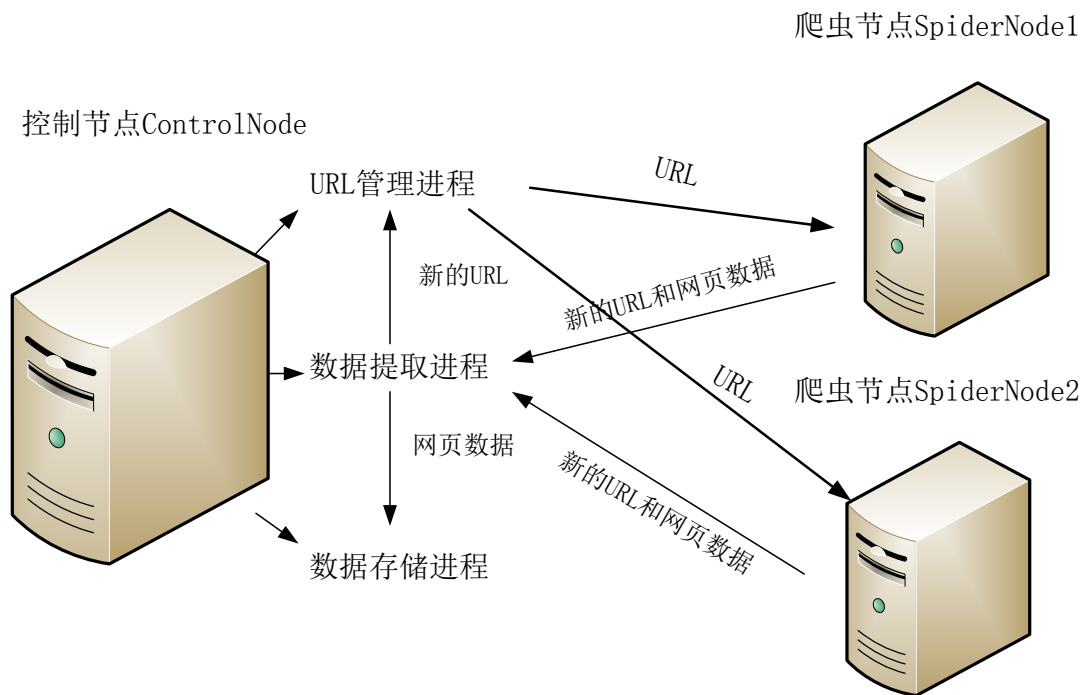 爬虫节点SpiderNode1
控制节点ControlNode
URL管理进程
URL
新的URL
新的URL和网页数据
数据提取进程
URL
爬虫节点SpiderNode2
网页数据
新的URL和网页数据
数据存储进程